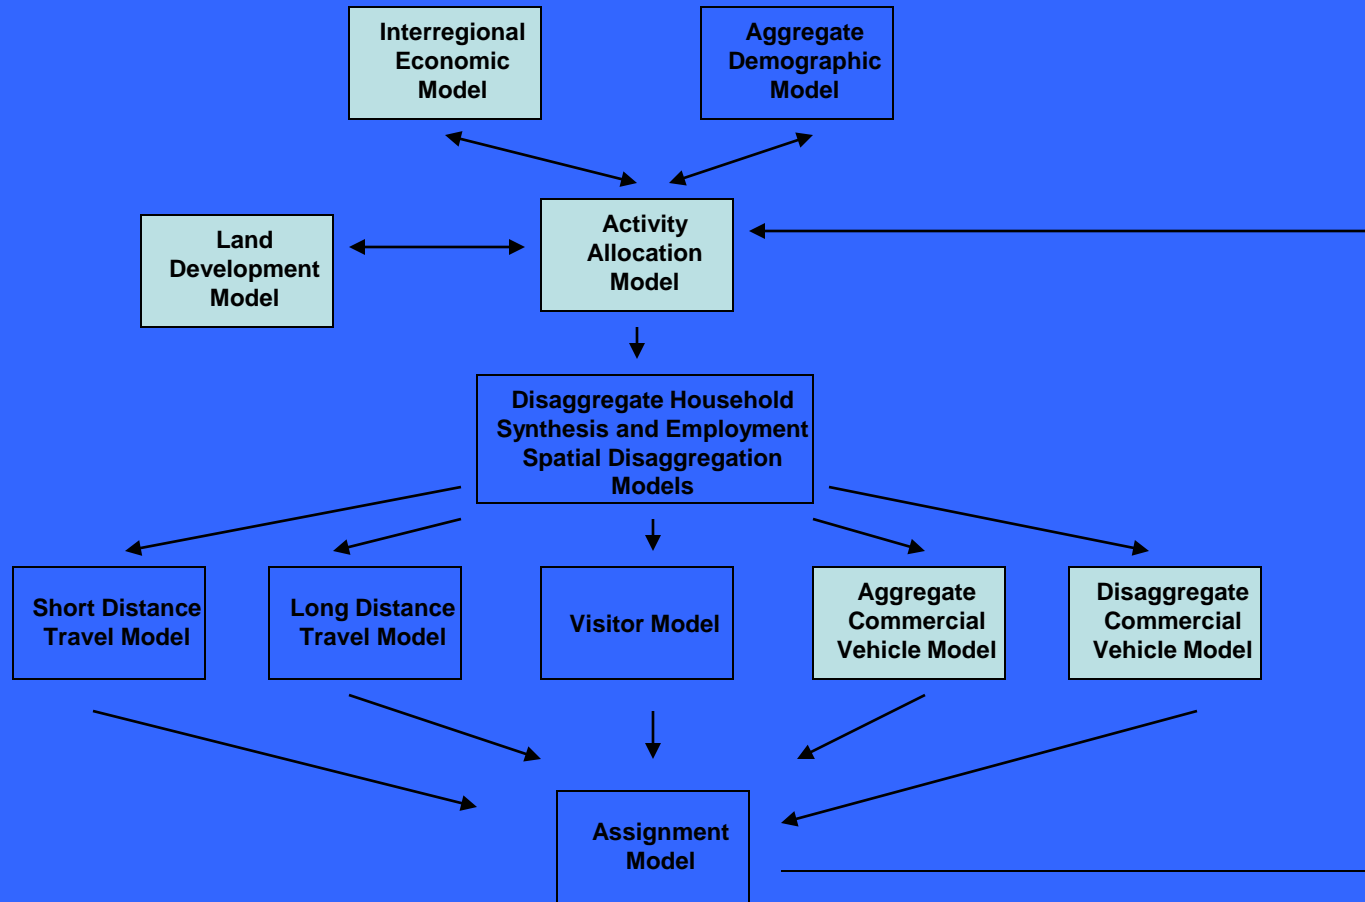 Interregional
Economic
Model
Aggregate
Demographic
Model
Land
Development
Model
Activity
Allocation
Model
Disaggregate Household
Synthesis and Employment
Spatial Disaggregation
Models
Short Distance
Travel Model
Long Distance
Travel Model
Visitor Model
Aggregate
Commercial
Vehicle Model
Disaggregate
Commercial
Vehicle Model
Assignment
Model